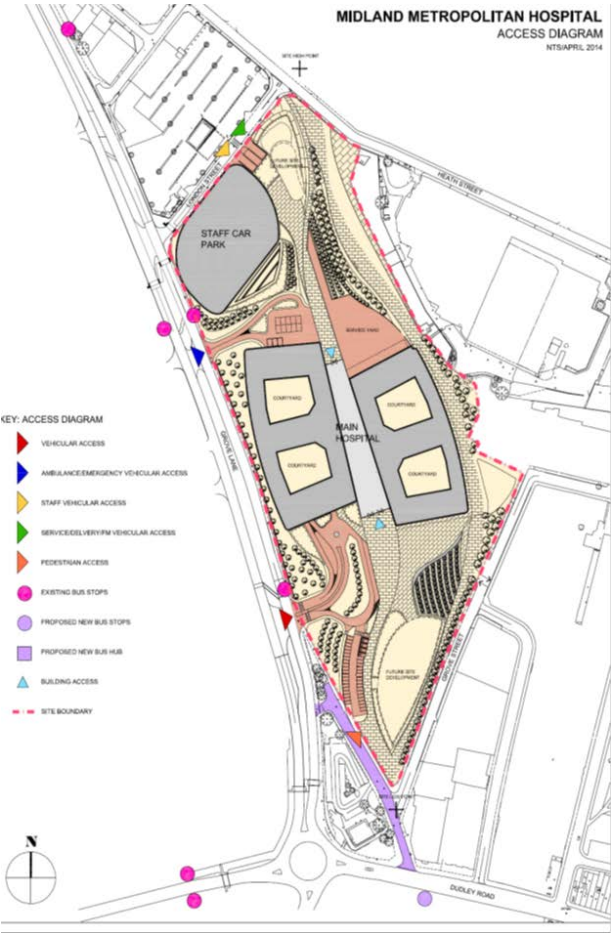 MIDLAND METROPOLITAN HOSPITAL
ACCESS DIAGRAM
NTS/APRIL 2014
SITE HIGH POINT
HEATH STREET
LONDON STREET
FUTURE SITE
DEVELOPMENT
STAFF CAR
PARK
SERVICE YARD
COURTYARD
COURTYARD
MAIN
HOSPITAL
COURTYARD
COURTYARD
GROVE LANE
KEY: ACCESS DIAGRAM
VEHICULAR ACCESS
AMBULANCE/EMERGENCY VEHICULAR ACCESS
STAFF VEHICULAR ACCESS
SERVICE/DELIVERY/FM VEHICULAR ACCESS
PEDESTRIAN ACCESS
EXISTING BUS STOPS
PROPOSED NEW BUS STOPS
PROPOSED NEW BUS HUB
BUILDING ACCESS
SITE BOUNDARY
GROVE STREET
FUTURE SITE
DEVELOPMENT
N
DUDLEY ROAD